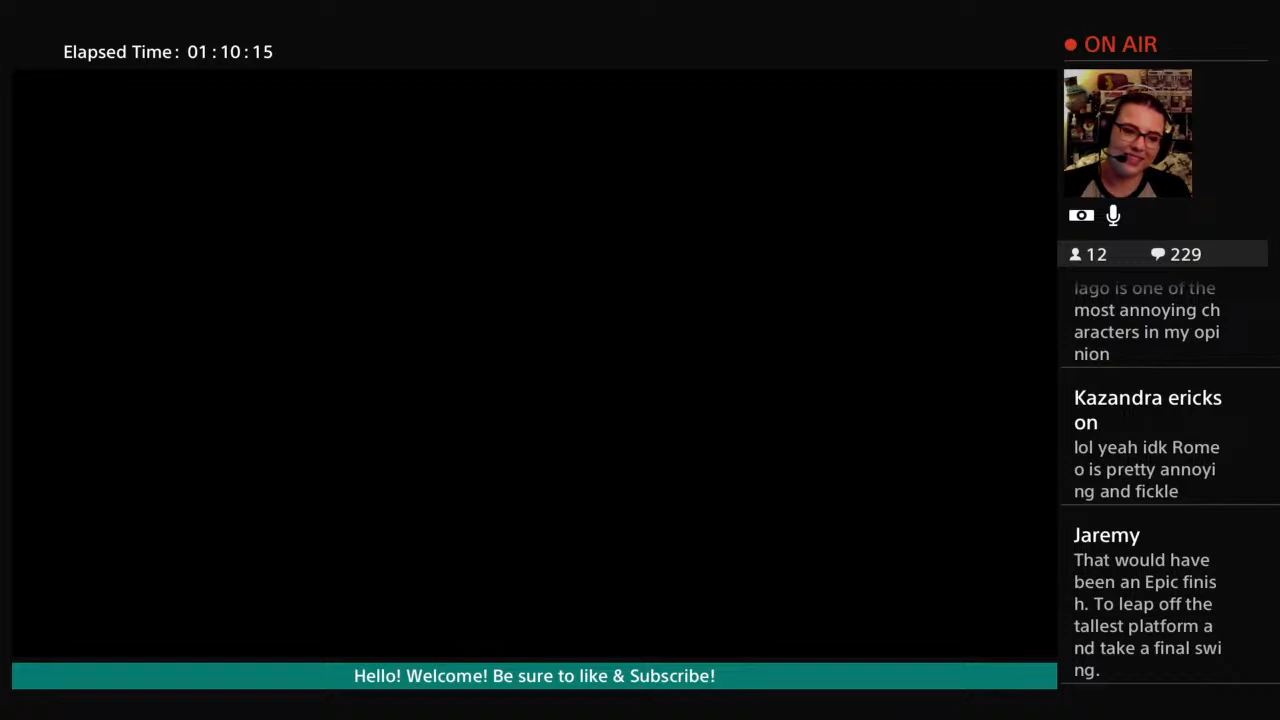 Elapsed Time: 01:10:15
ON AIR
12 229
Iago is one of the
most annoying ch
aracters in my opi
nion
Kazandra ericks
on
lol yeah idk Rome
o is pretty annoyi
ng and fickle
Jaremy
That would have
been an Epic finis
h. To leap off the
tallest platform a
nd take a final swi
ng.
Hello! Welcome! Be sure to like & Subscribe!